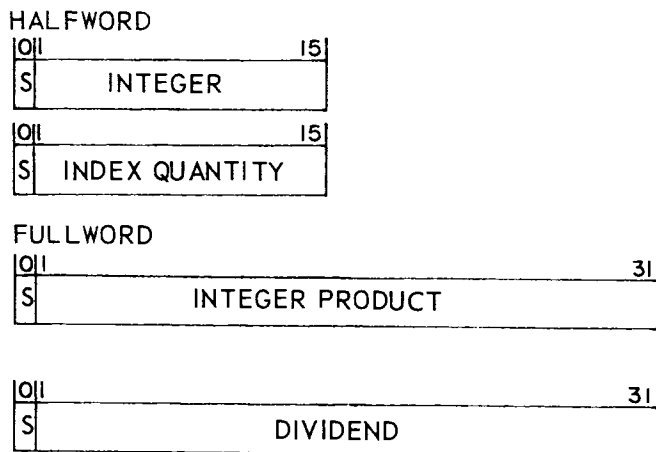 HALFWORD
0 1 15
S INTEGER
0 1 15
S INDEX QUANTITY
FULLWORD
0 1 31
S INTEGER PRODUCT
0 1 31
S DIVIDEND